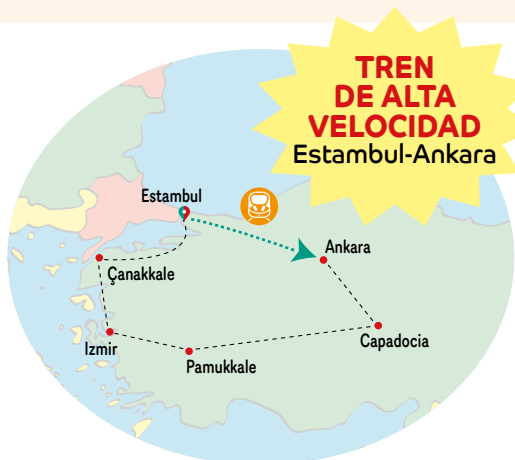 TREN
DE ALTA
VELOCIDAD
Estambul-Ankara
Estambul
Ankara
Çanakkale
Capadocia
Izmir
Pamukkale